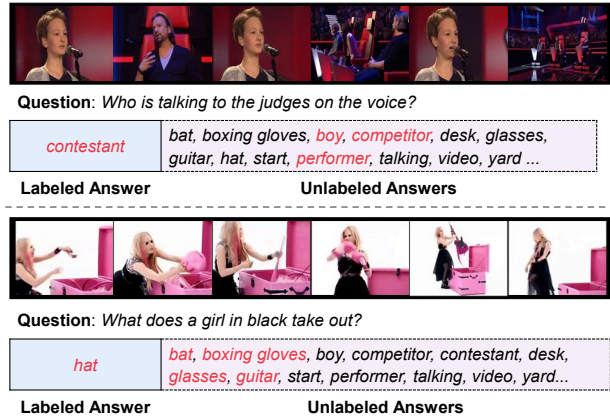 Question: Who is talking to the judges on the voice?
contestant
bat, boxing gloves, boy, competitor, desk, glasses,
guitar, hat, start, performer, talking, video, yard ...
Labeled Answer
Unlabeled Answers
Question: What does a girl in black take out?
hat
bat, boxing gloves, boy, competitor, contestant, desk,
glasses, guitar, start, performer, talking, video, yard...
Labeled Answer
Unlabeled Answers